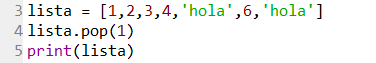 3 lista = [1,2,3,4,'hola',6,'hola']
4 lista.pop(1)
5 print(lista)